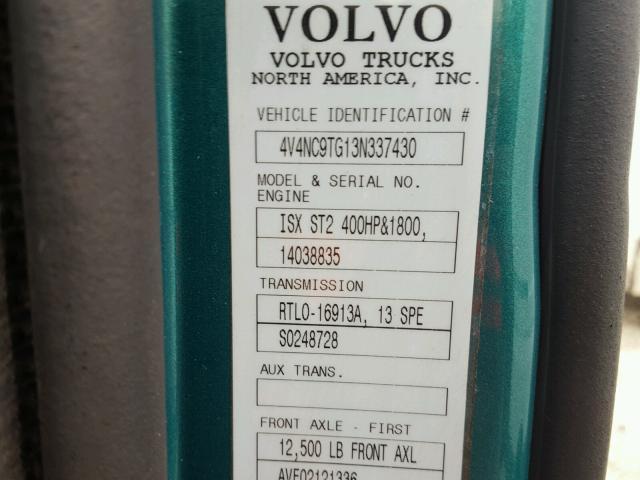 VOLVO
VOLVO TRUCKS
NORTH AMERICA, INC.
VEHICLE IDENTIFICATION #
4V4NC9TG13N337430
MODEL & SERIAL NO.
ENGINE
ISX ST2 400HP&1800,
14038835
TRANSMISSION
RTLO-16913A, 13 SPE
S0248728
AUX TRANS.
FRONT AXLE - FIRST
12,500 LB FRONT AXL
AVF02121336